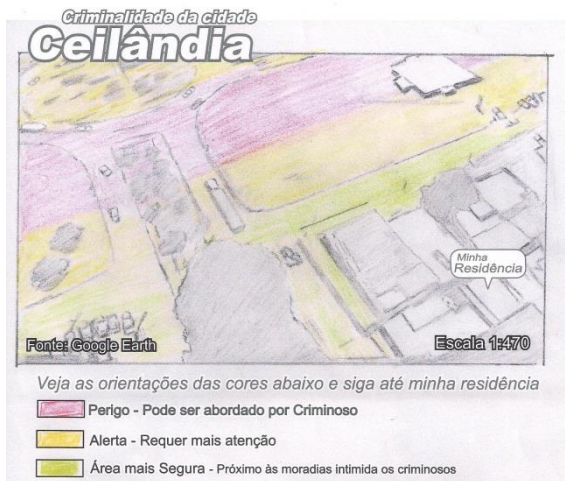 Criminalidade da cidade
Ceilândia
Minha
Residência
Fonte: Google Earth
Escala 1:470
Veja as orientações das cores abaixo e siga até minha residência
Perigo - Pode ser abordado por Criminoso
Alerta - Requer mais atenção
Área mais Segura - Próximo às moradias intimida os criminosos